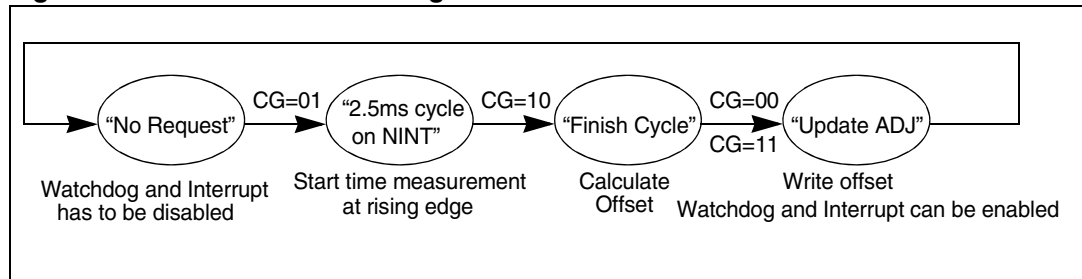 CG=01
CG=10
CG=00
CG=11
"No Request"
"2.5ms cycle
on NINT"
"Finish Cycle"
"Update ADJ"
Watchdog and Interrupt
has to be disabled
Start time measurement
at rising edge
Calculate
Offset
Write offset
Watchdog and Interrupt can be enabled